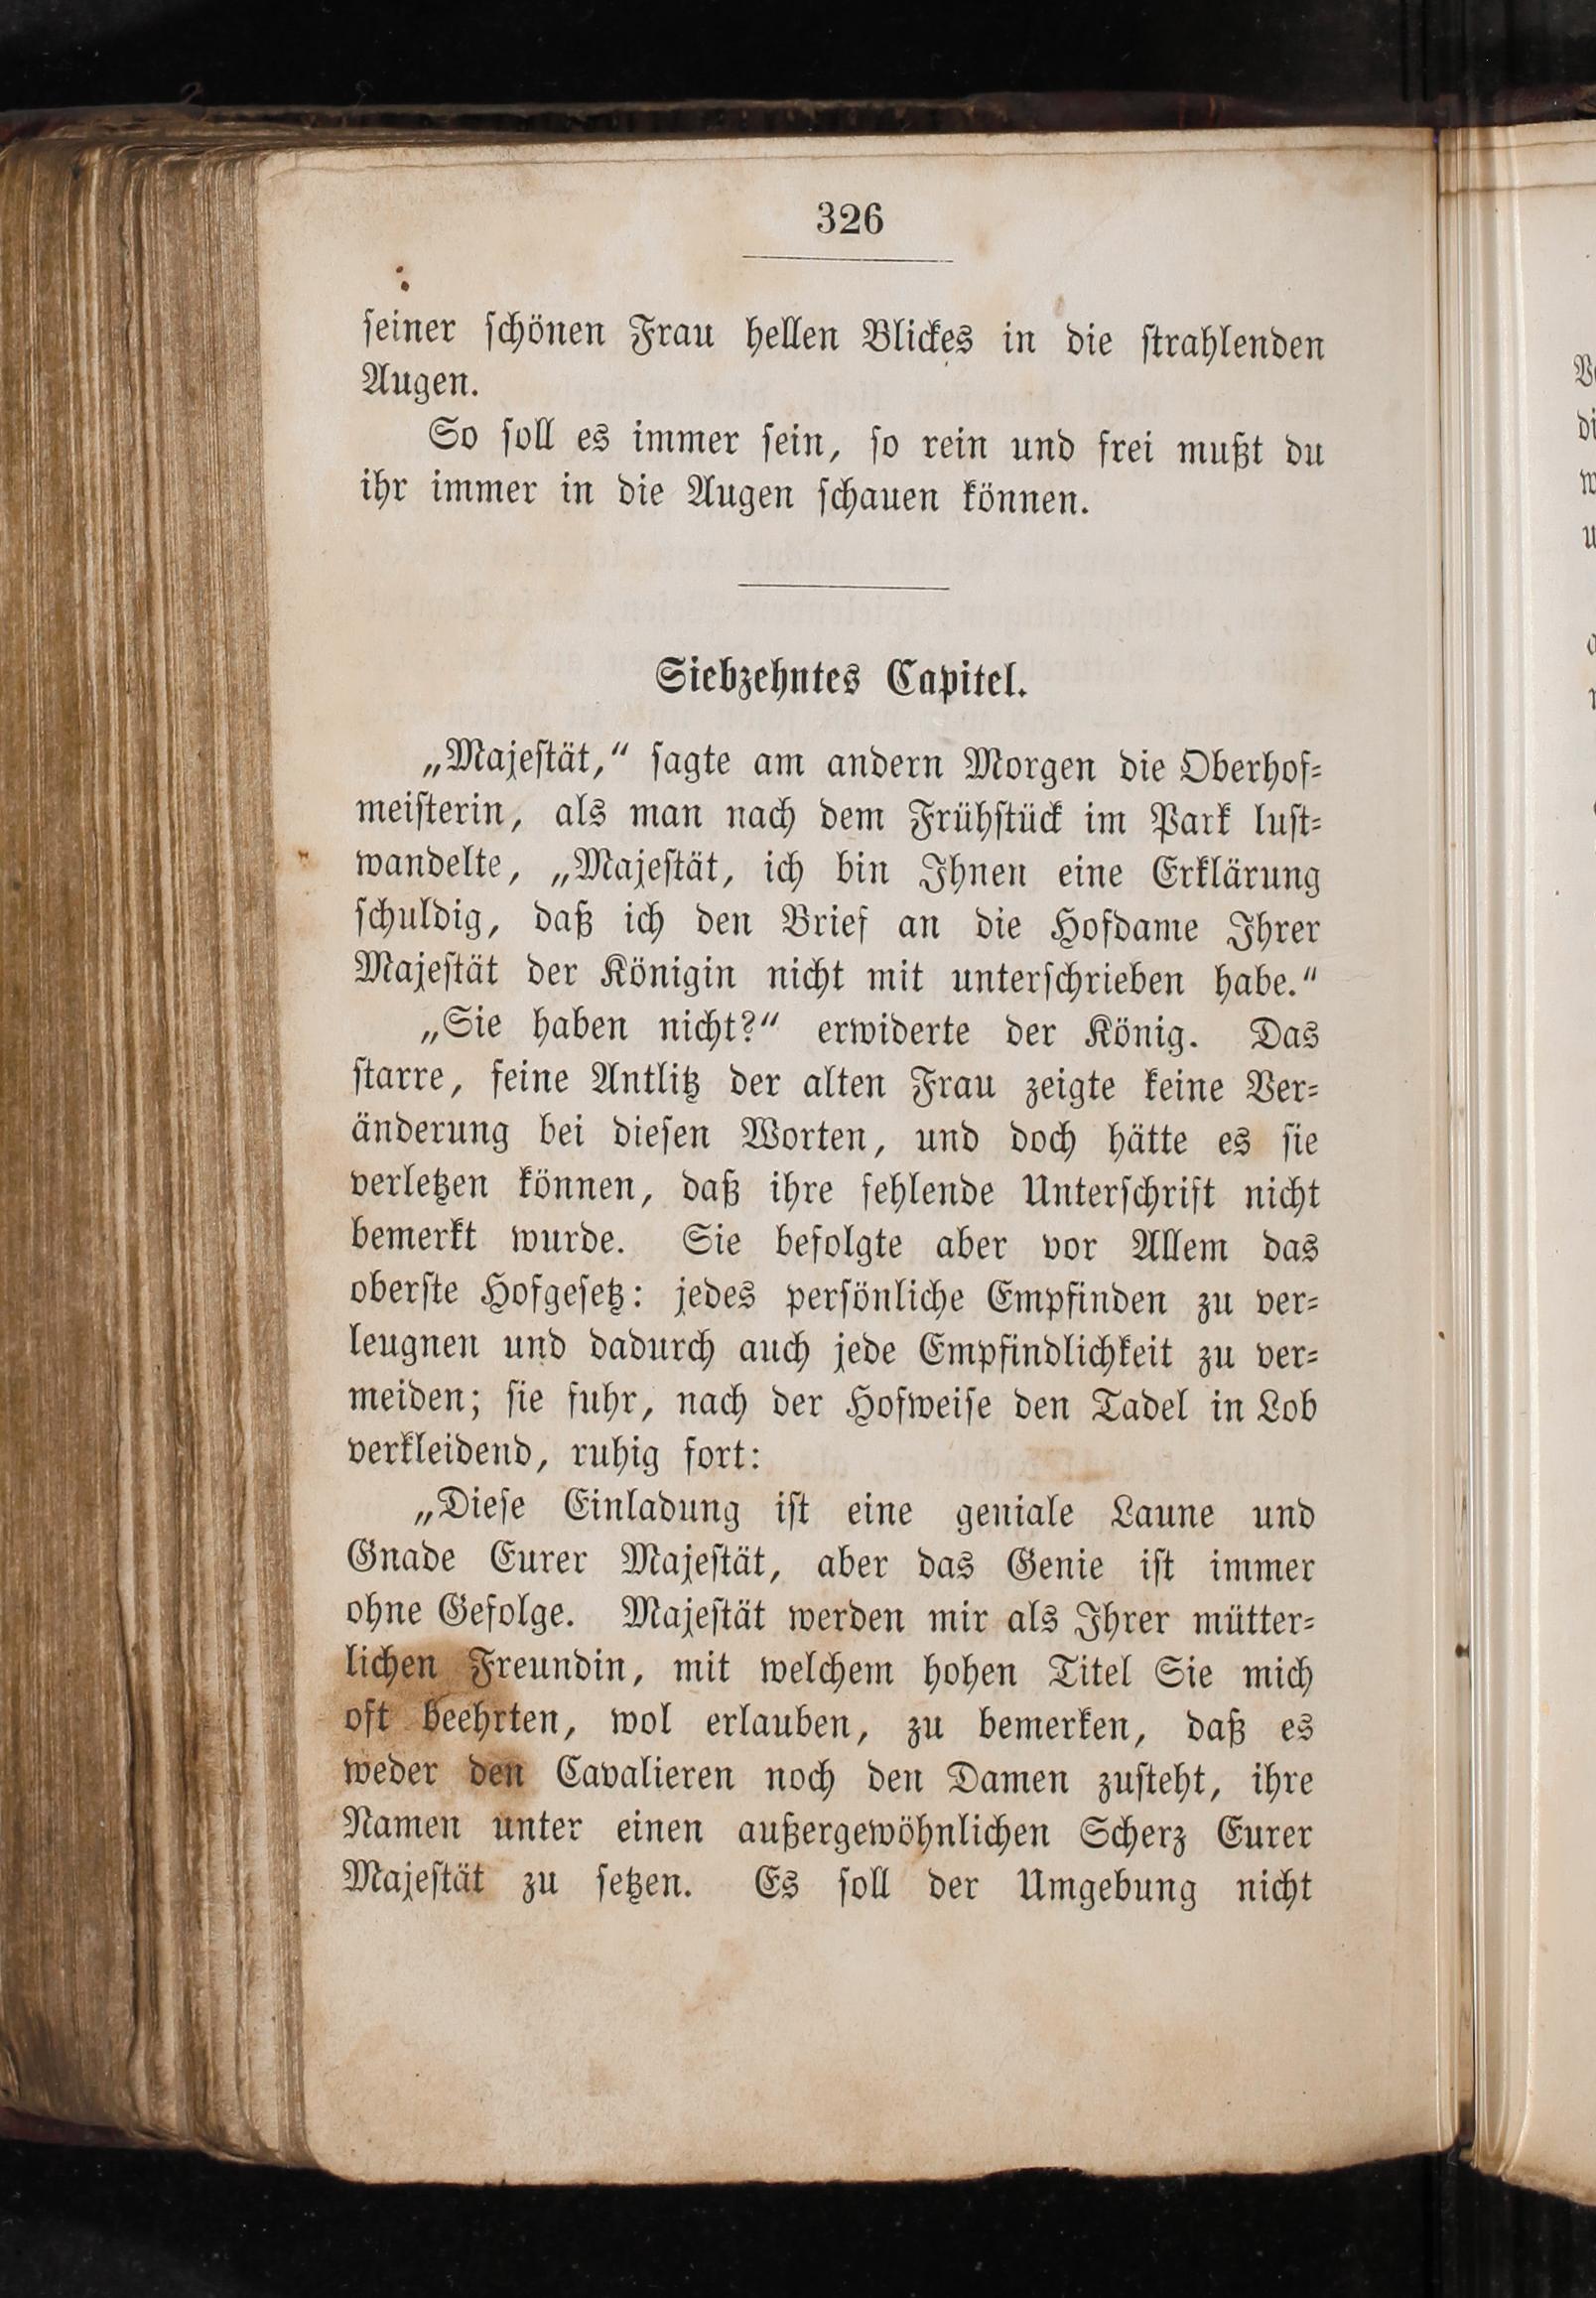 326
seiner schönen Frau hellen Blickes in die strahlenden
Augen.
So soll es immer sein, so rein und frei mußt du
ihr immer in die Augen schauen können.
Siebzehntes Capitel.
„Majestät,“ sagte am andern Morgen die Oberhof-
meisterin, als man nach dem Frühstück im Park lust-
wandelte, „Majestät, ich bin Ihnen eine Erklärung
schuldig, daß ich den Brief an die Hofdame Ihrer
Majestät der Königin nicht mit unterschrieben habe.“
„Sie haben nicht?“ erwiderte der König. Das
starre, feine Antlitz der alten Frau zeigte keine Ver-
änderung bei diesen Worten, und doch hätte es sie
verletzen können, daß ihre fehlende Unterschrift nicht
bemerkt wurde. Sie befolgte aber vor Allem das
oberste Hofgesetz: jedes persönliche Empfinden zu ver-
leugnen und dadurch auch jede Empfindlichkeit zu ver-
meiden; sie fuhr, nach der Hofweise den Tadel in Lob
verkleidend, ruhig fort:
„Diese Einladung ist eine geniale Laune und
Gnade Eurer Majestät, aber das Genie ist immer
ohne Gefolge. Majestät werden mir als Ihrer mütter-
lichen Freundin, mit welchem hohen Titel Sie mich
oft beehrten, wol erlauben, zu bemerken, daß es
weder den Cavalieren noch den Damen zusteht, ihre
Namen unter einen außergewöhnlichen Scherz Eurer
Majestät zu setzen. Es soll der Umgebung nicht